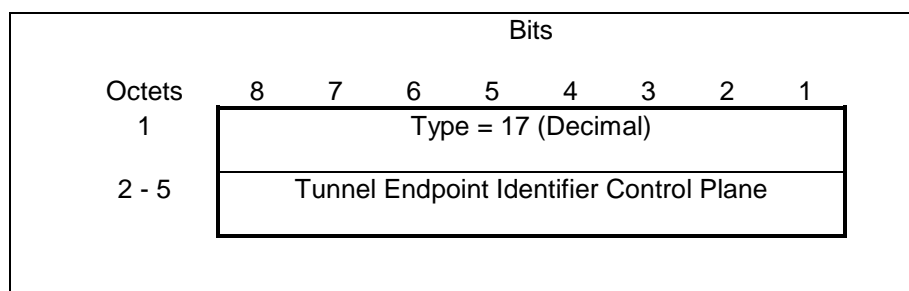 Bits
Octets 8 7 6 5 4 3 2 1
1 Type = 17 (Decimal)
2 - 5 Tunnel Endpoint Identifier Control Plane